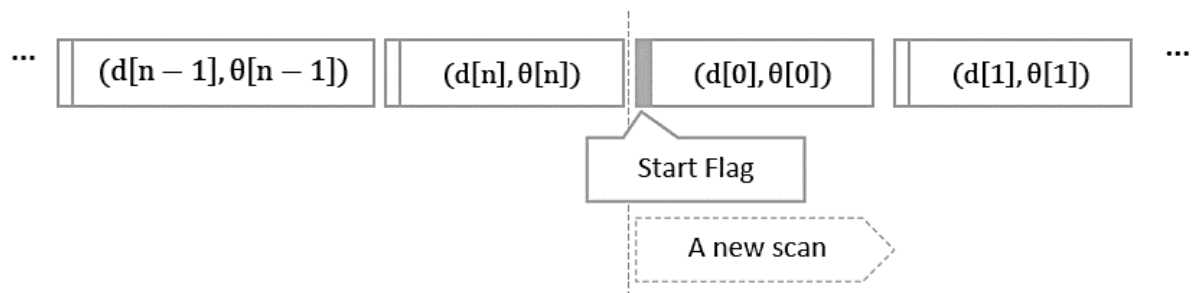 ... (d[n − 1], θ[n − 1]) (d[n], θ[n]) (d[0], θ[0]) (d[1], θ[1]) ...
Start Flag
A new scan